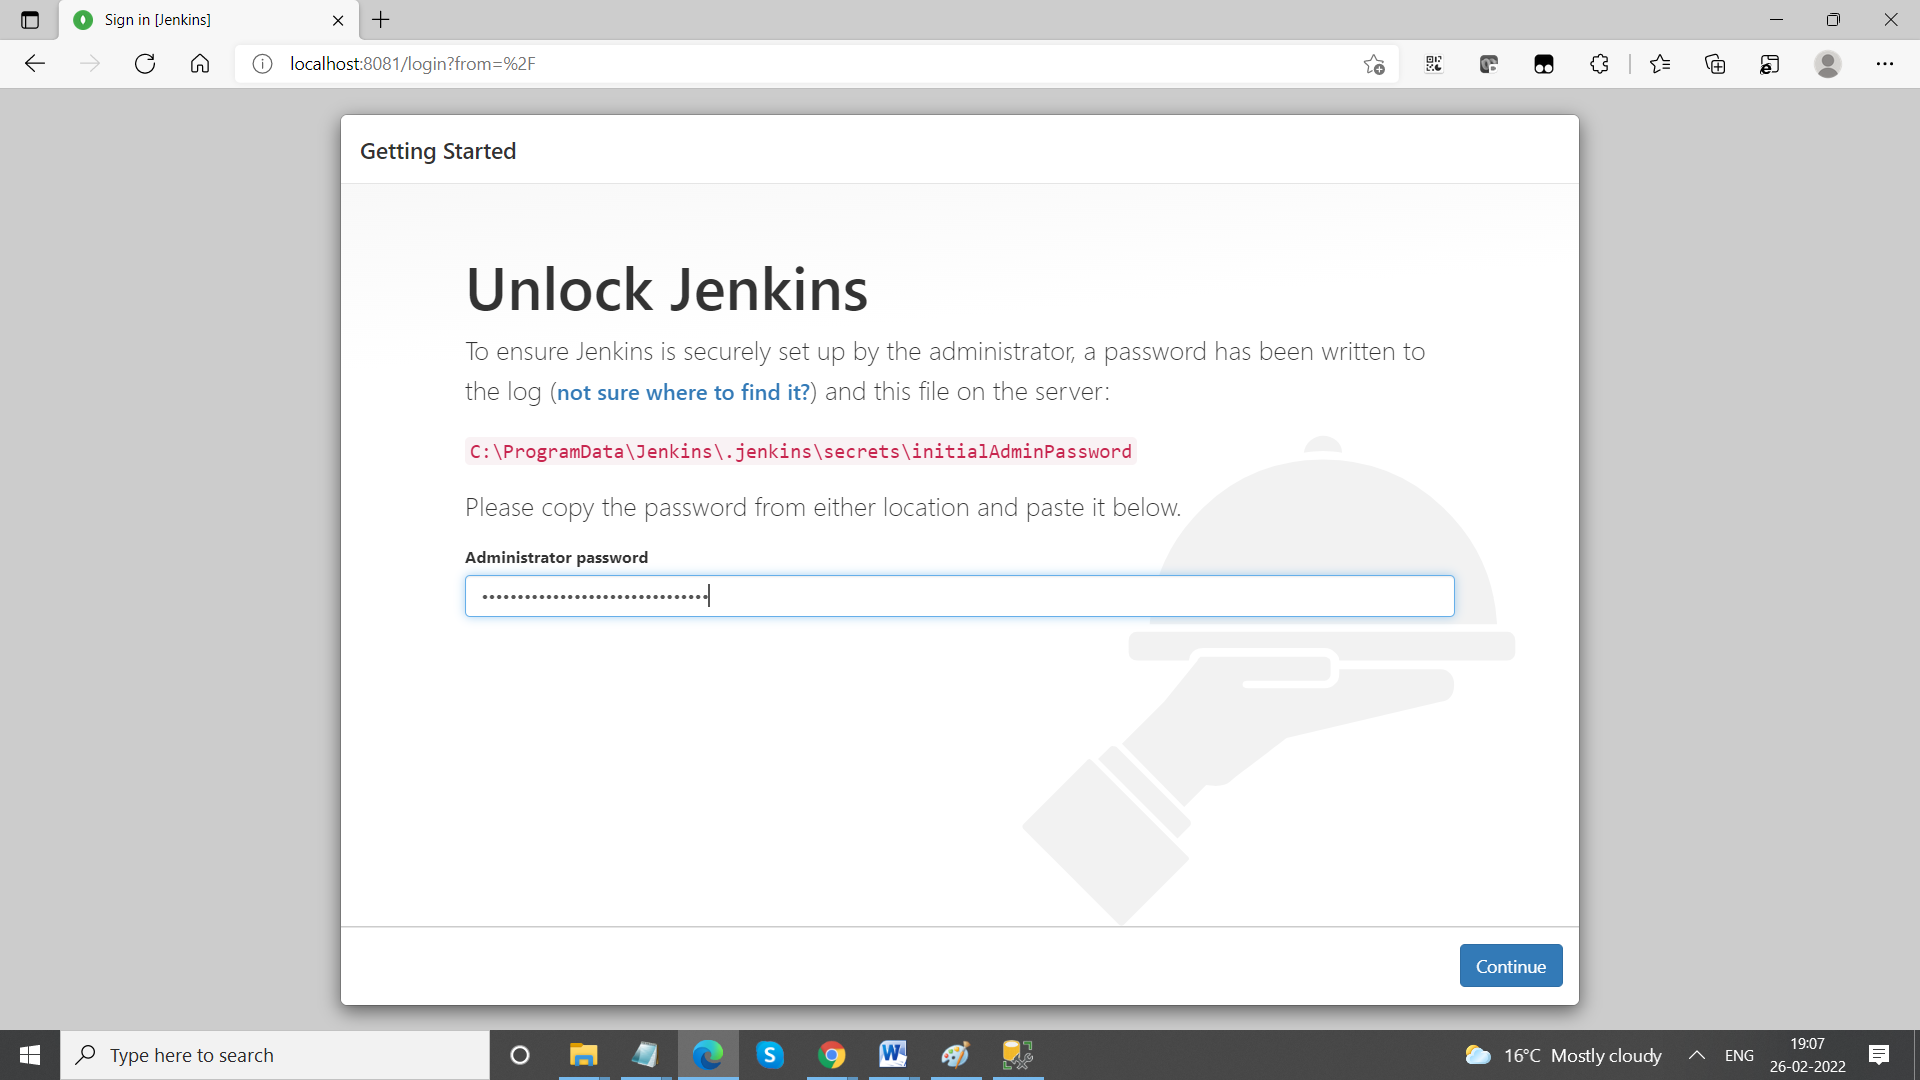 Sign in [Jenkins]
localhost:8081/login?from=%2F
Getting Started
Unlock Jenkins
To ensure Jenkins is securely set up by the administrator, a password has been written to
the log (not sure where to find it?) and this file on the server:
C:\ProgramData\Jenkins\.jenkins\secrets\initialAdminPassword
Please copy the password from either location and paste it below.
Administrator password
••••••••••••••••••••••••••••••••
Continue
Type here to search
16°C Mostly cloudy
ENG
19:07
26-02-2022